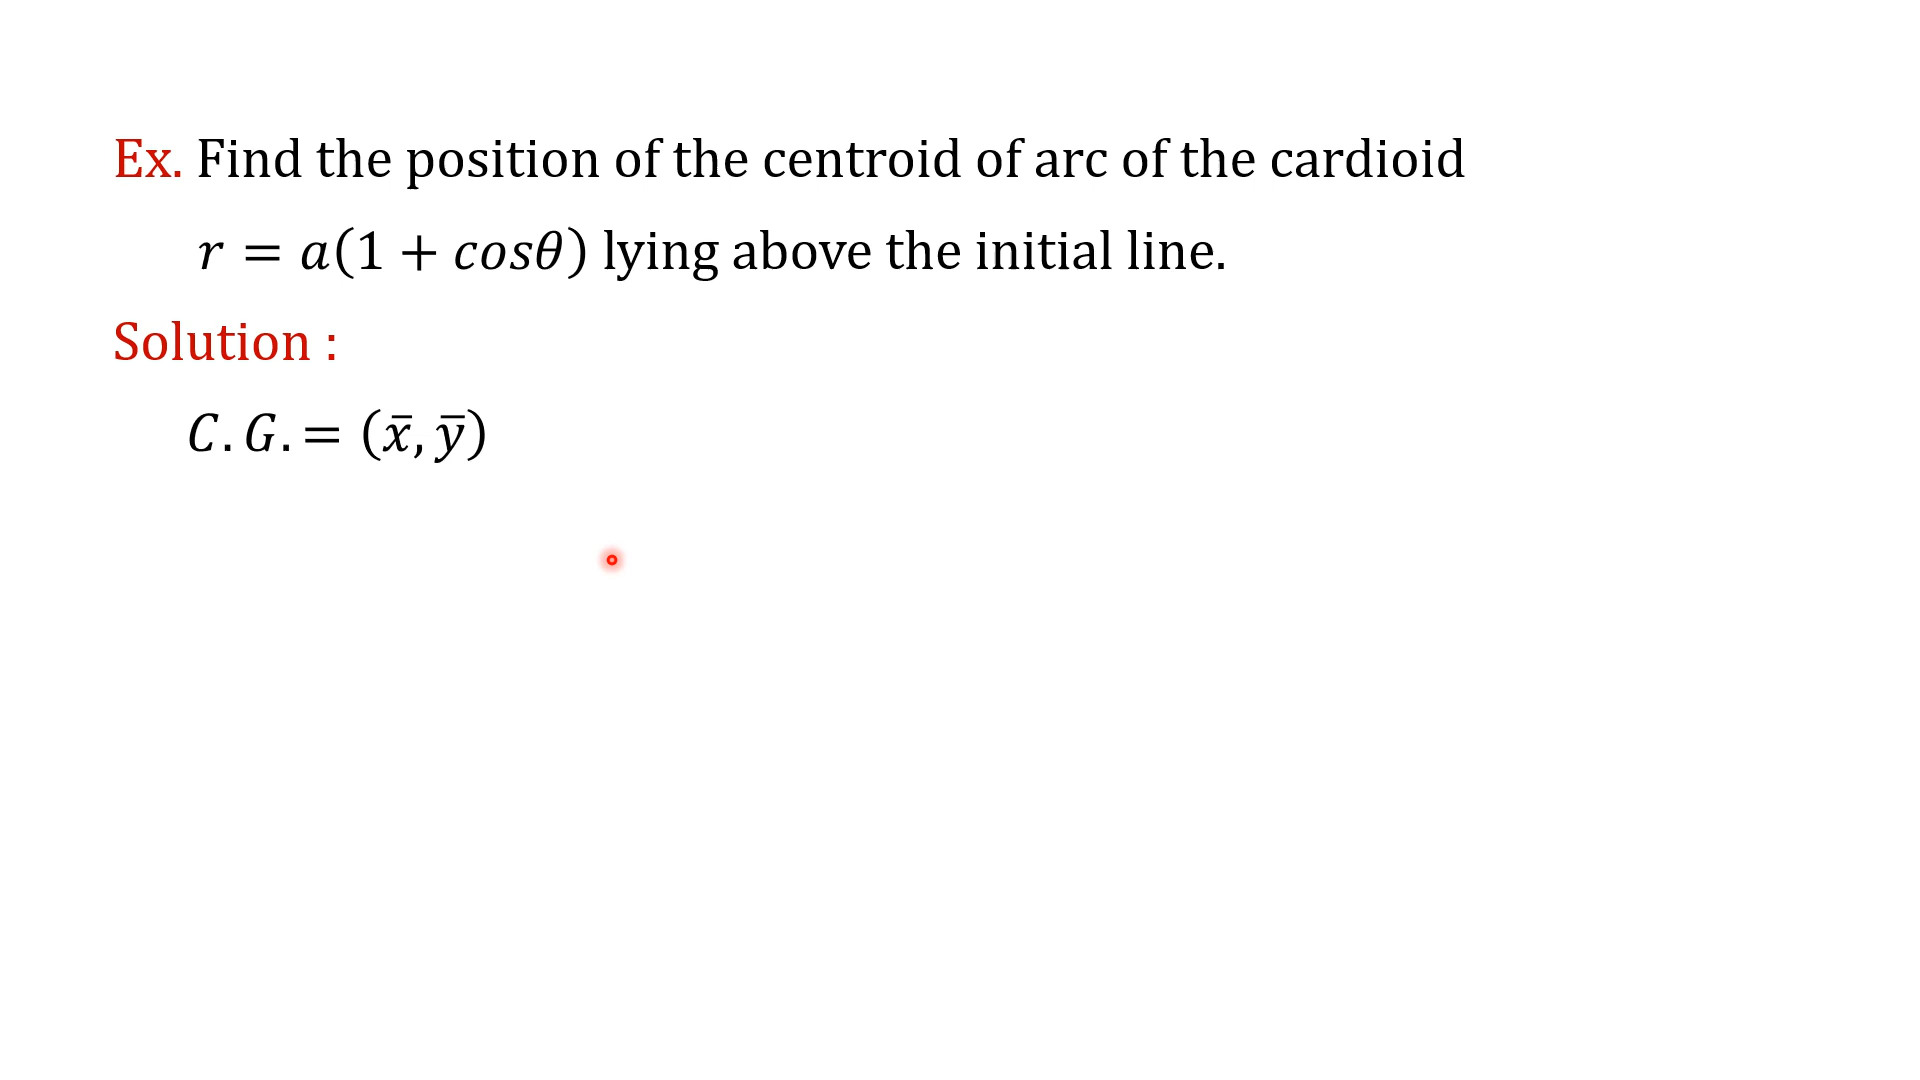 Ex. Find the position of the centroid of arc of the cardioid
r = a(1 + cosθ) lying above the initial line.
Solution :
C. G. = (x̄, ȳ)